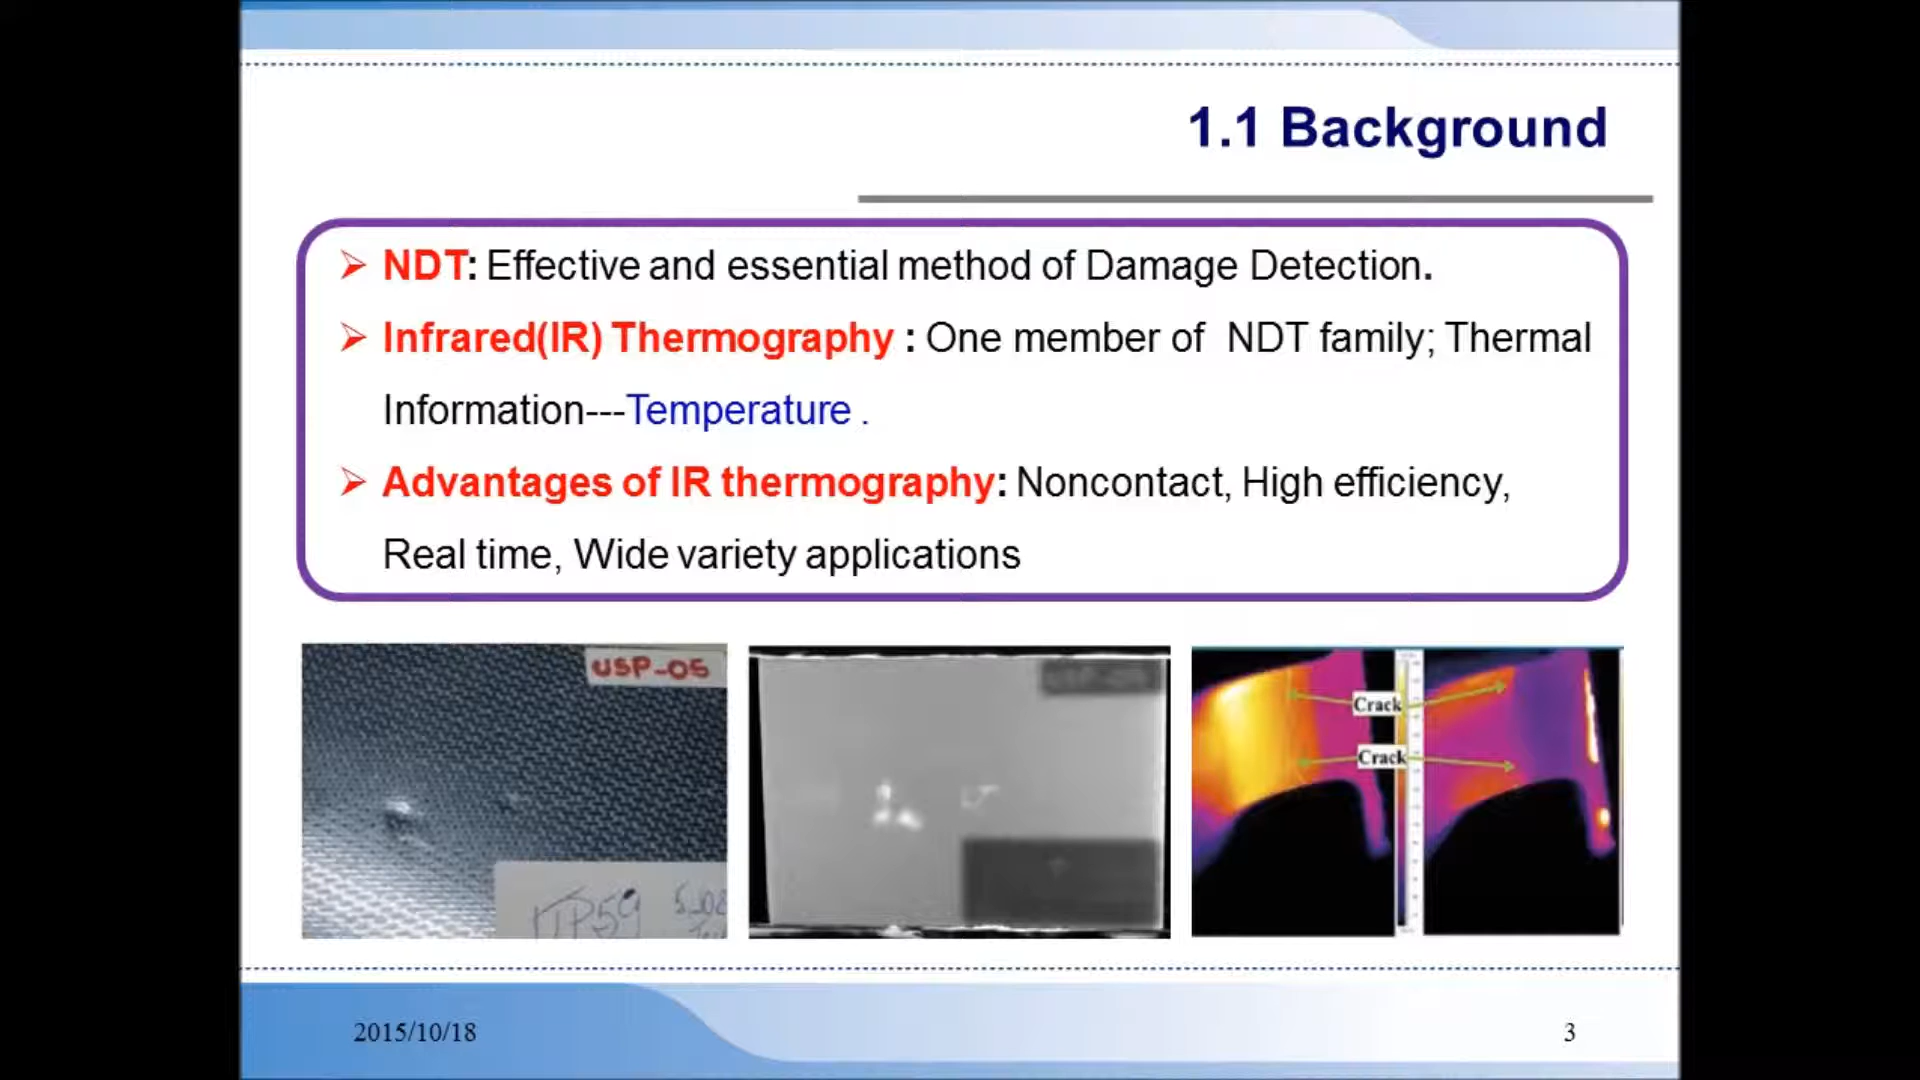 1.1 Background
NDT: Effective and essential method of Damage Detection.
Infrared(IR) Thermography : One member of NDT family; Thermal
Information---Temperature .
Advantages of IR thermography: Noncontact, High efficiency,
Real time, Wide variety applications
USP-05
Crack
Crack
2015/10/18
3